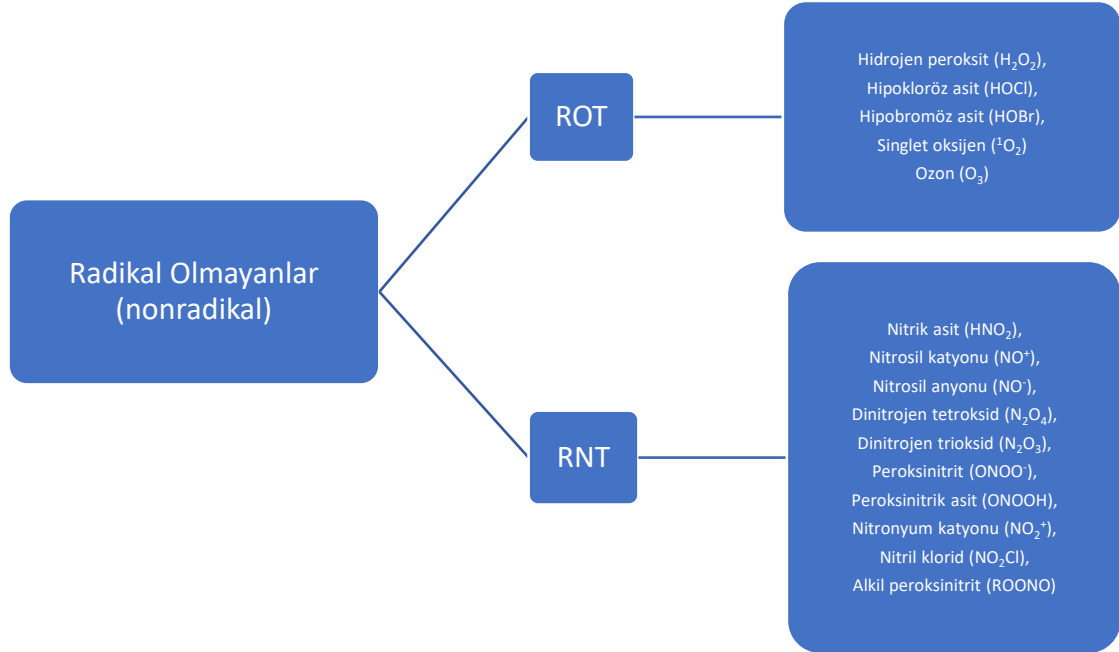 Radikal Olmayanlar
(nonradikal)
ROT
Hidrojen peroksit (H₂O₂),
Hipokloröz asit (HOCl),
Hipobromöz asit (HOBr),
Singlet oksijen (¹O₂)
Ozon (O₃)
RNT
Nitrik asit (HNO₂),
Nitrosil katyonu (NO⁺),
Nitrosil anyonu (NO⁻),
Dinitrojen tetroksid (N₂O₄),
Dinitrojen trioksid (N₂O₃),
Peroksinitrit (ONOO⁻),
Peroksinitrik asit (ONOOH),
Nitronyum katyonu (NO₂⁺),
Nitril klorid (NO₂Cl),
Alkil peroksinitrit (ROONO)